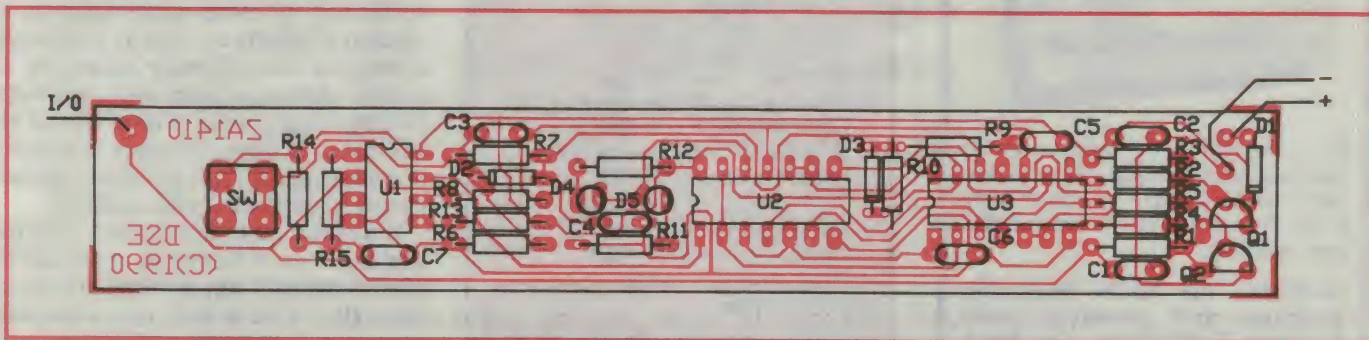 I/O
ZA1410
R14
SW
R15
DSE
(C)1990
U1
C7
C3
R7
D2
R8
R13
R6
D4
R12
D5
C4
R11
U2
D3
R10
R9
U3
C6
C5
C2
R3
R2
R5
R4
R1
C1
D1
Q1
Q2
-
+